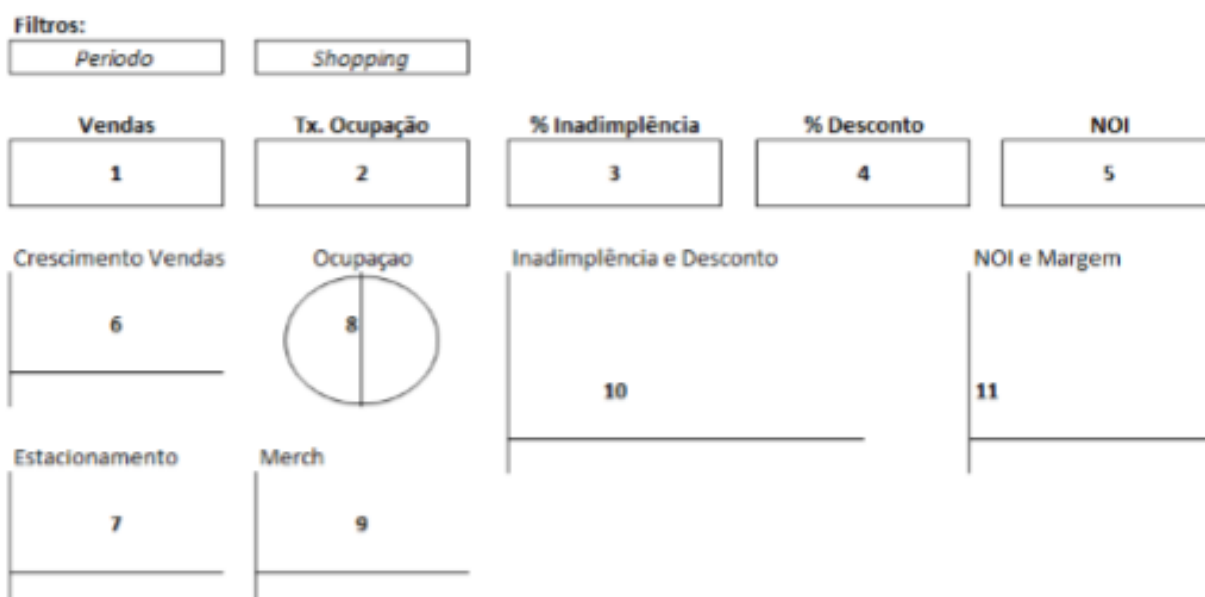 Filtros:
Período Shopping
Vendas Tx. Ocupação % Inadimplência % Desconto NOI
1 2 3 4 5
Crescimento Vendas Ocupaçao Inadimplência e Desconto NOI e Margem
6 8
10 11
Estacionamento Merch
7 9